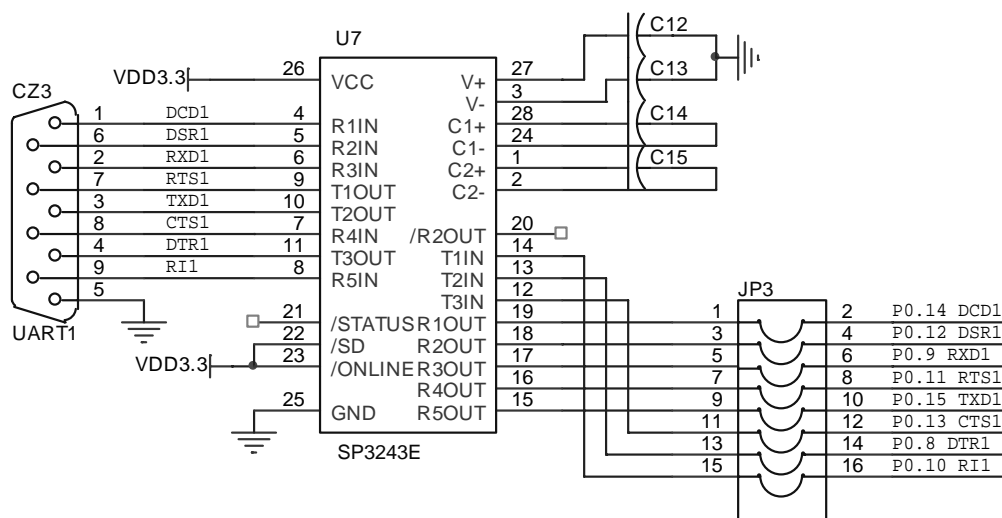 U7
CZ3
UART1
VDD3.3
26 VCC
1 DCD1 4 R1IN
6 DSR1 5 R2IN
2 RXD1 6 R3IN
7 RTS1 9 T1OUT
3 TXD1 10 T2OUT
8 CTS1 7 R4IN
4 DTR1 11 T3OUT
9 RI1 8 R5IN
5
21 /STATUS
22 /SD
VDD3.3
23 /ONLINE
25 GND
V+ 27
V- 3
C1+ 28
C1- 24
C2+ 1
C2- 2
/R2OUT 20
T1IN 14
T2IN 13
T3IN 12
R1OUT 19
R2OUT 18
R3OUT 17
R4OUT 16
R5OUT 15
SP3243E
C12
C13
C14
C15
JP3
1 2 P0.14 DCD1
3 4 P0.12 DSR1
5 6 P0.9 RXD1
7 8 P0.11 RTS1
9 10 P0.15 TXD1
11 12 P0.13 CTS1
13 14 P0.8 DTR1
15 16 P0.10 RI1